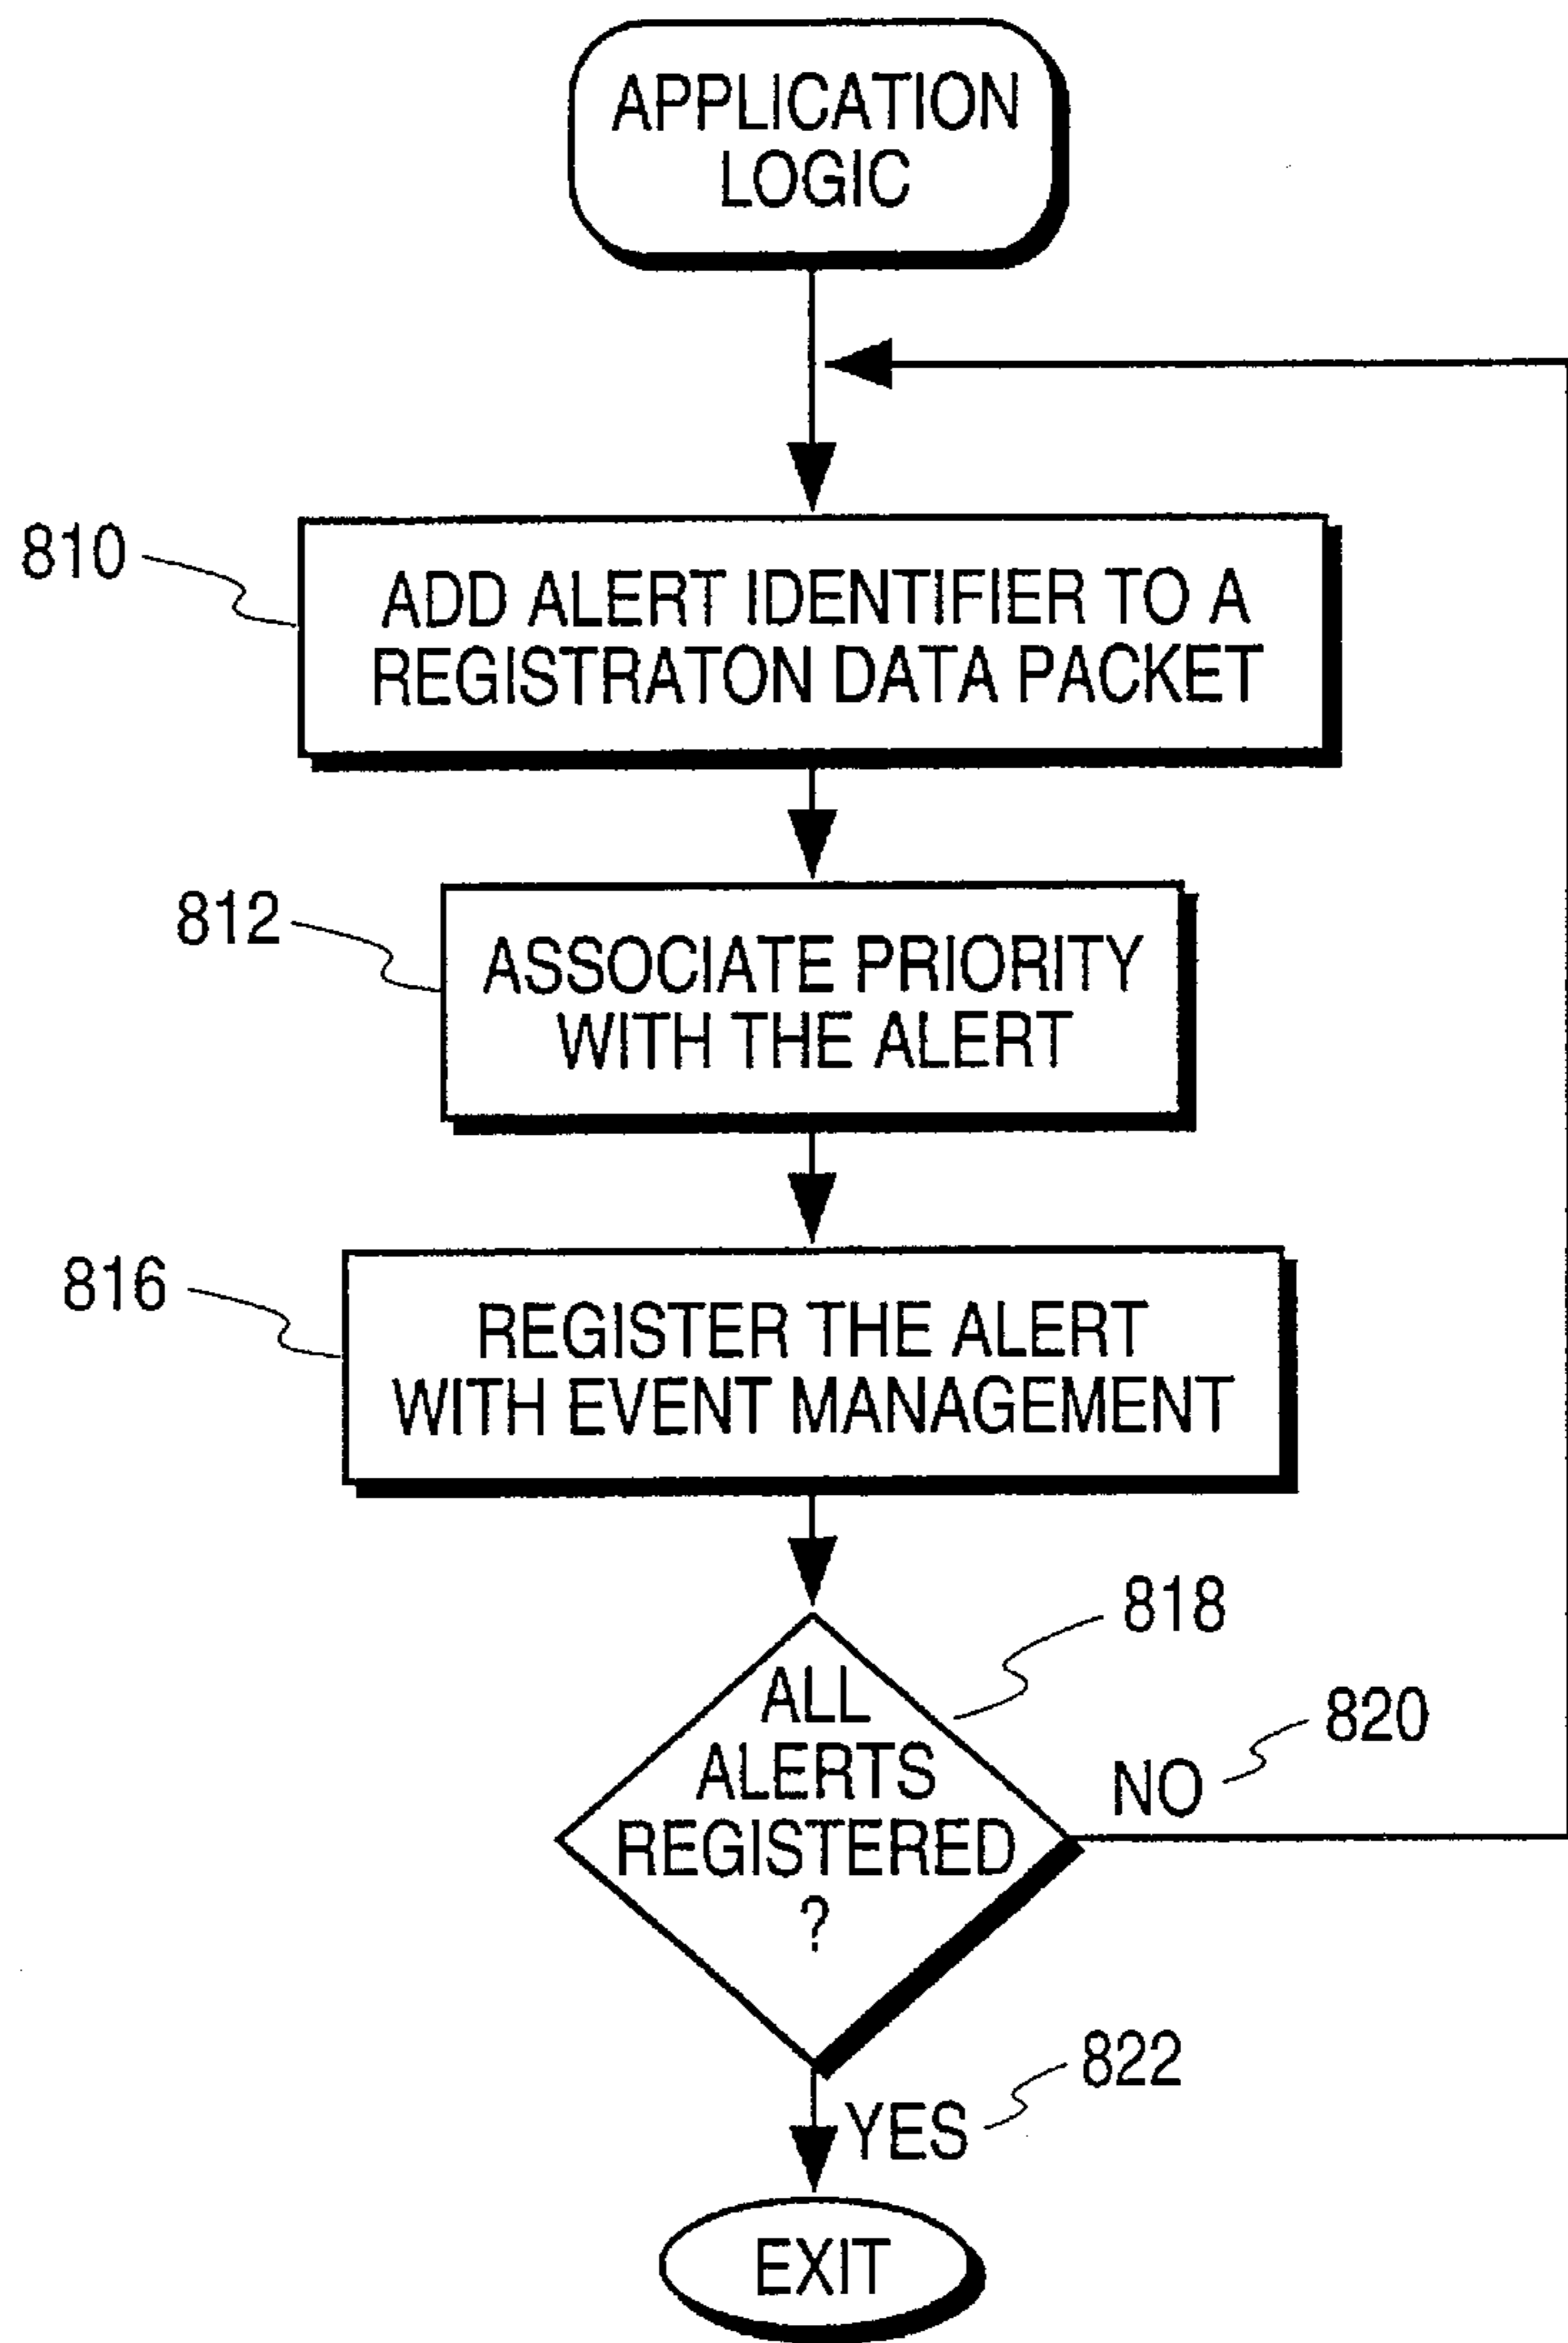 APPLICATION
LOGIC
810
ADD ALERT IDENTIFIER TO A
REGISTRATON DATA PACKET
812
ASSOCIATE PRIORITY
WITH THE ALERT
816
REGISTER THE ALERT
WITH EVENT MANAGEMENT
818
ALL
ALERTS
REGISTERED
?
820
NO
822
YES
EXIT